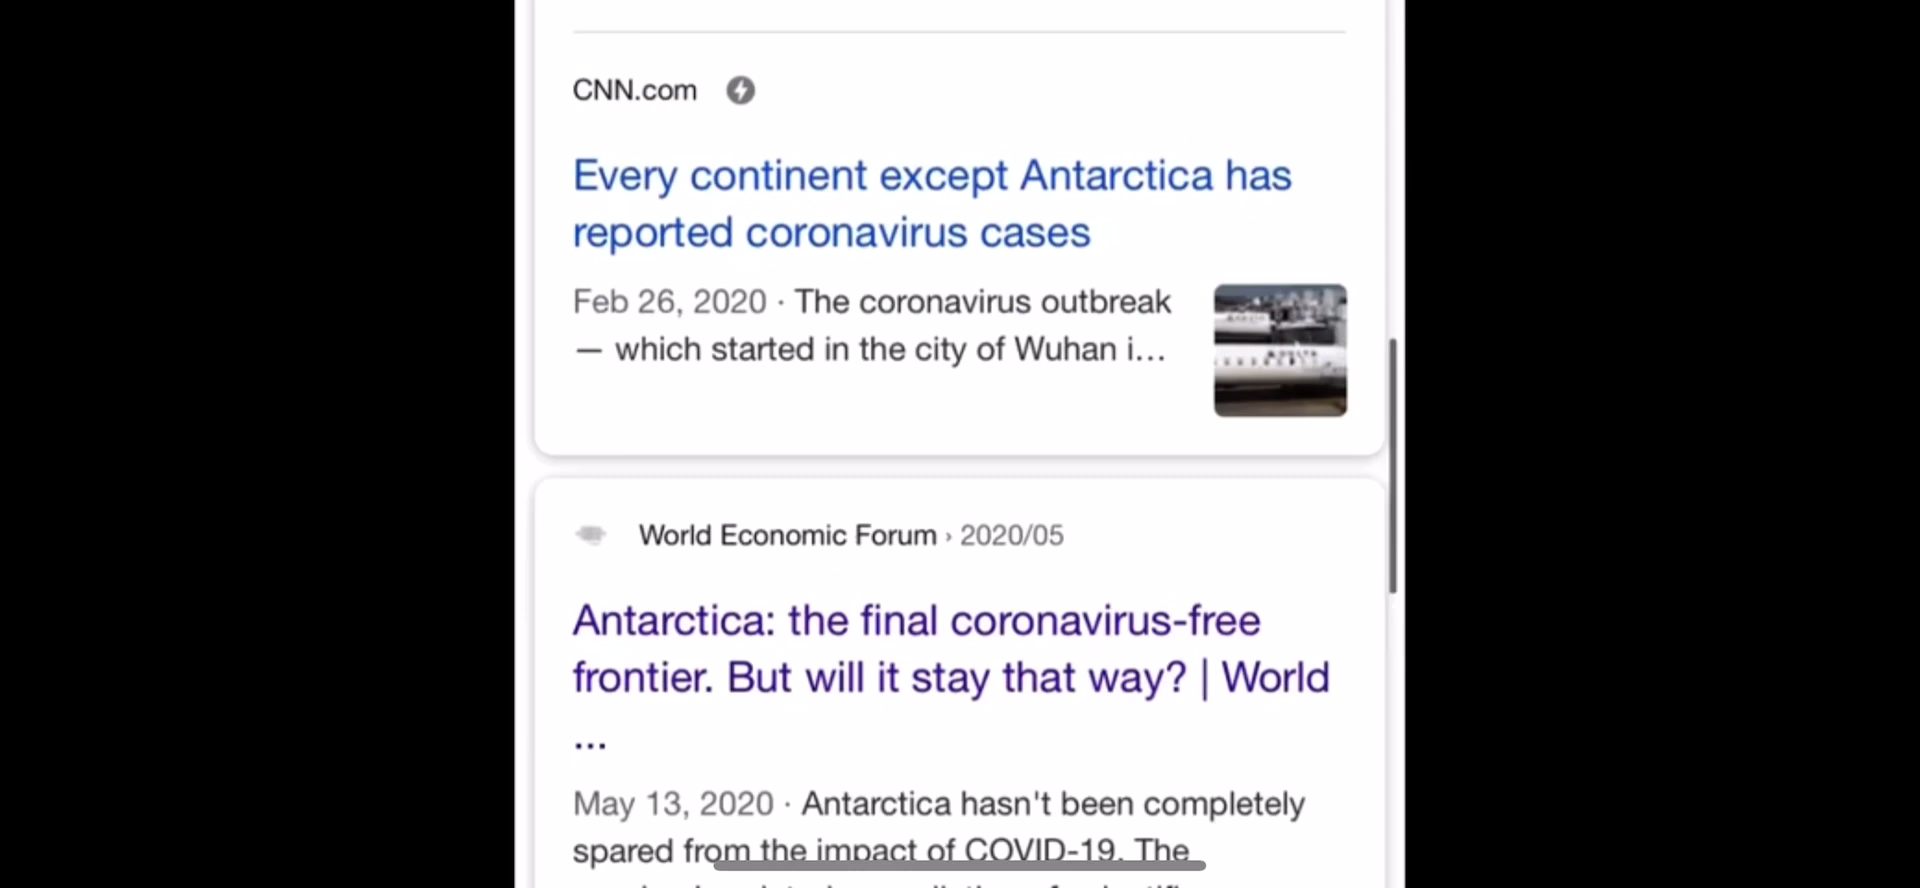 CNN.com
Every continent except Antarctica has
reported coronavirus cases
Feb 26, 2020 · The coronavirus outbreak
— which started in the city of Wuhan i...
World Economic Forum › 2020/05
Antarctica: the final coronavirus-free
frontier. But will it stay that way? | World
...
May 13, 2020 · Antarctica hasn't been completely
spared from the impact of COVID-19. The